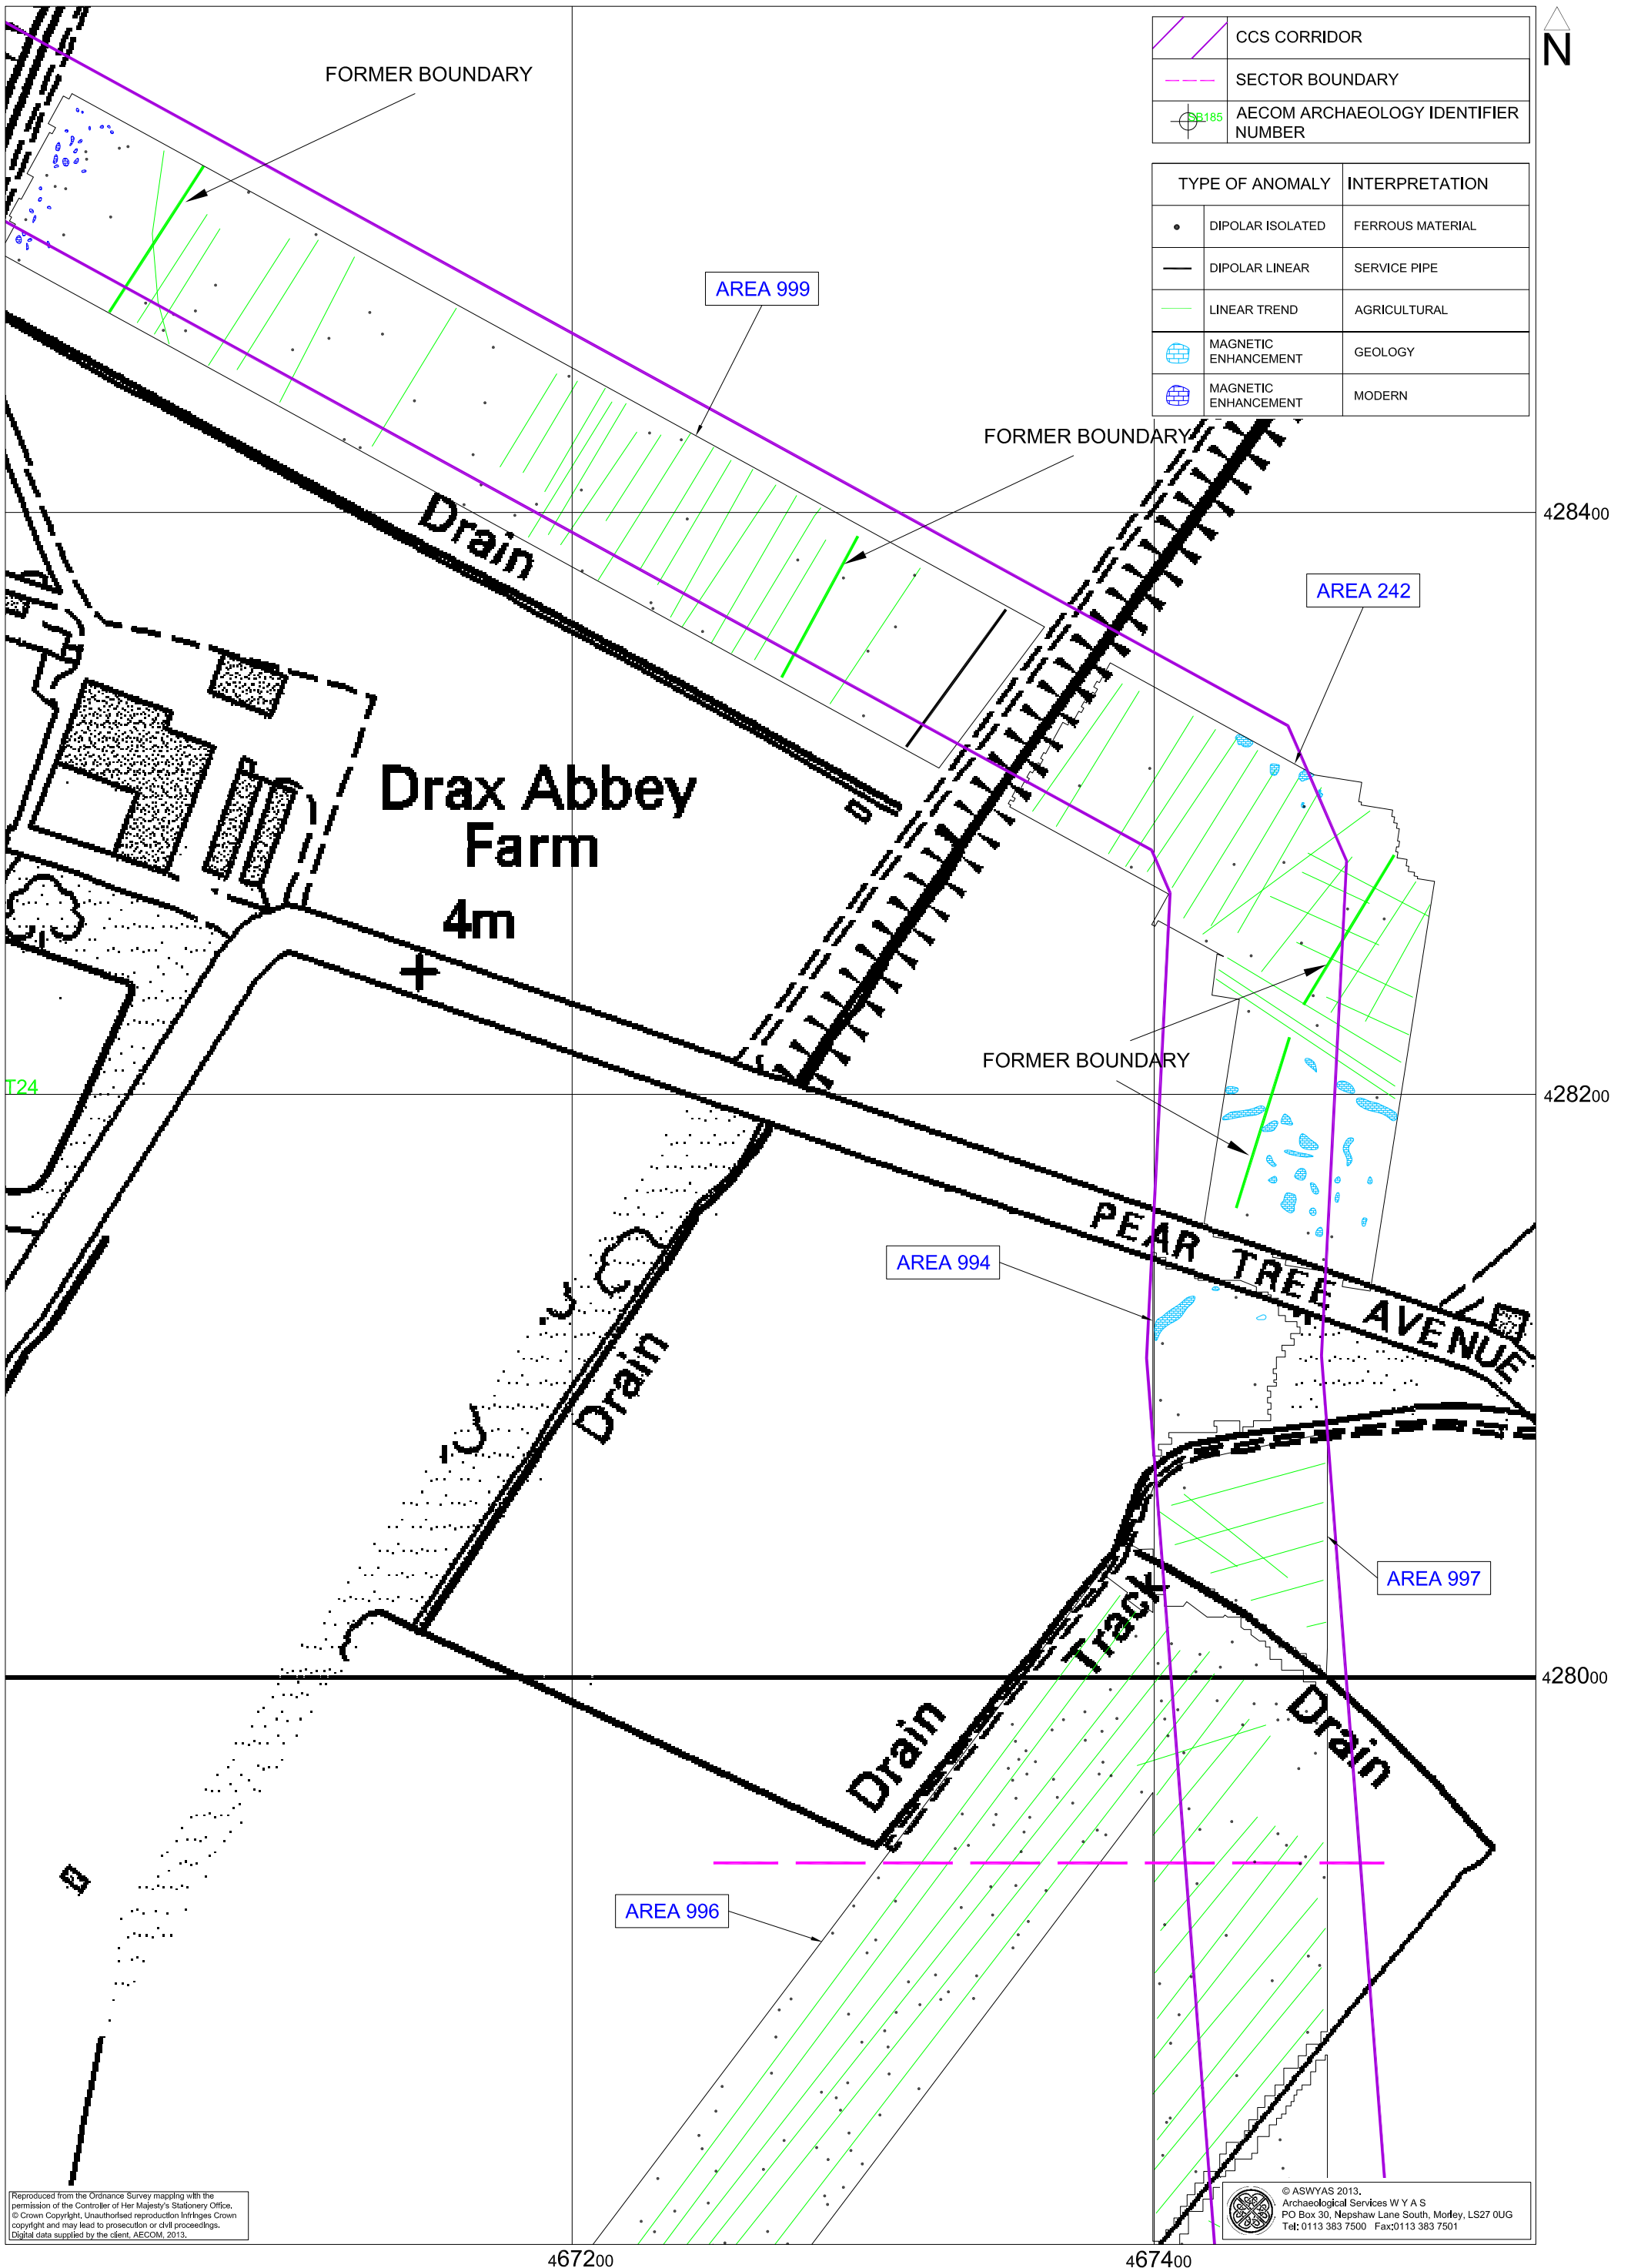 CCS CORRIDOR
SECTOR BOUNDARY
SB185
AECOM ARCHAEOLOGY IDENTIFIER
NUMBER
N
TYPE OF ANOMALY
INTERPRETATION
DIPOLAR ISOLATED
FERROUS MATERIAL
DIPOLAR LINEAR
SERVICE PIPE
LINEAR TREND
AGRICULTURAL
MAGNETIC
ENHANCEMENT
GEOLOGY
MAGNETIC
ENHANCEMENT
MODERN
FORMER BOUNDARY
AREA 999
FORMER BOUNDARY
Drain
428400
AREA 242
Drax Abbey
Farm
4m
FORMER BOUNDARY
T24
428200
PEAR TREE AVENUE
AREA 994
Drain
AREA 997
Track
Drain
Drain
428000
AREA 996
Reproduced from the Ordnance Survey mapping with the
permission of the Controller of Her Majesty's Stationery Office.
© Crown Copyright, Unauthorised reproduction infringes Crown
copyright and may lead to prosecution or civil proceedings.
Digital data supplied by the client, AECOM, 2013.
© ASWYAS 2013.
Archaeological Services W Y A S
PO Box 30, Nepshaw Lane South, Morley, LS27 0UG
Tel: 0113 383 7500 Fax:0113 383 7501
467200
467400